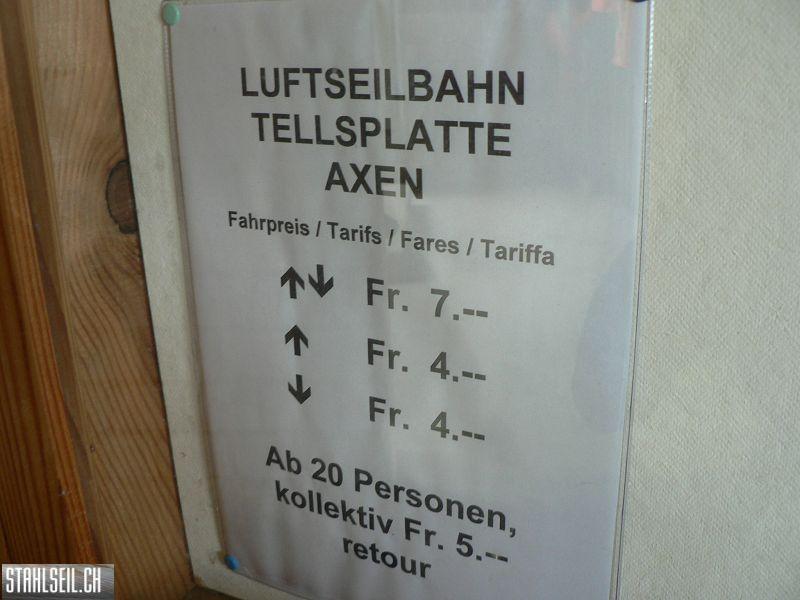 LUFTSEILBAHN
TELLSPLATTE
AXEN
Fahrpreis / Tarifs / Fares / Tariffa
↑↓ Fr. 7.--
↑ Fr. 4.--
↓ Fr. 4.--
Ab 20 Personen,
kollektiv Fr. 5.--
retour
STAHLSEIL.CH